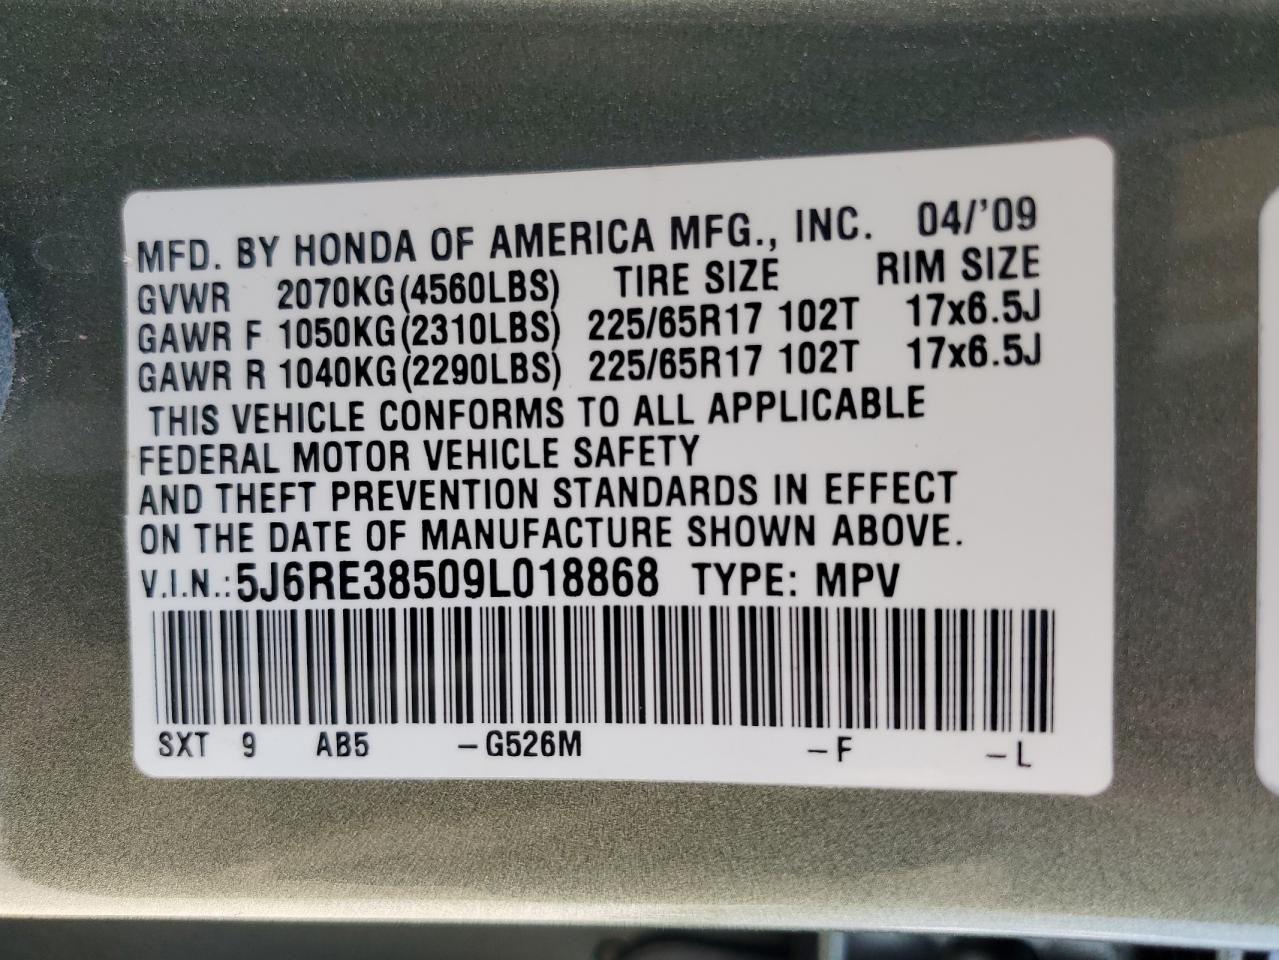 MFD. BY HONDA OF AMERICA MFG., INC. 04/'09
GVWR 2070KG(4560LBS) TIRE SIZE RIM SIZE
GAWR F 1050KG(2310LBS) 225/65R17 102T 17x6.5J
GAWR R 1040KG(2290LBS) 225/65R17 102T 17x6.5J
THIS VEHICLE CONFORMS TO ALL APPLICABLE
FEDERAL MOTOR VEHICLE SAFETY
AND THEFT PREVENTION STANDARDS IN EFFECT
ON THE DATE OF MANUFACTURE SHOWN ABOVE.
V.I.N.: 5J6RE38509L018868 TYPE: MPV
SXT 9 AB5 -G526M -F -L